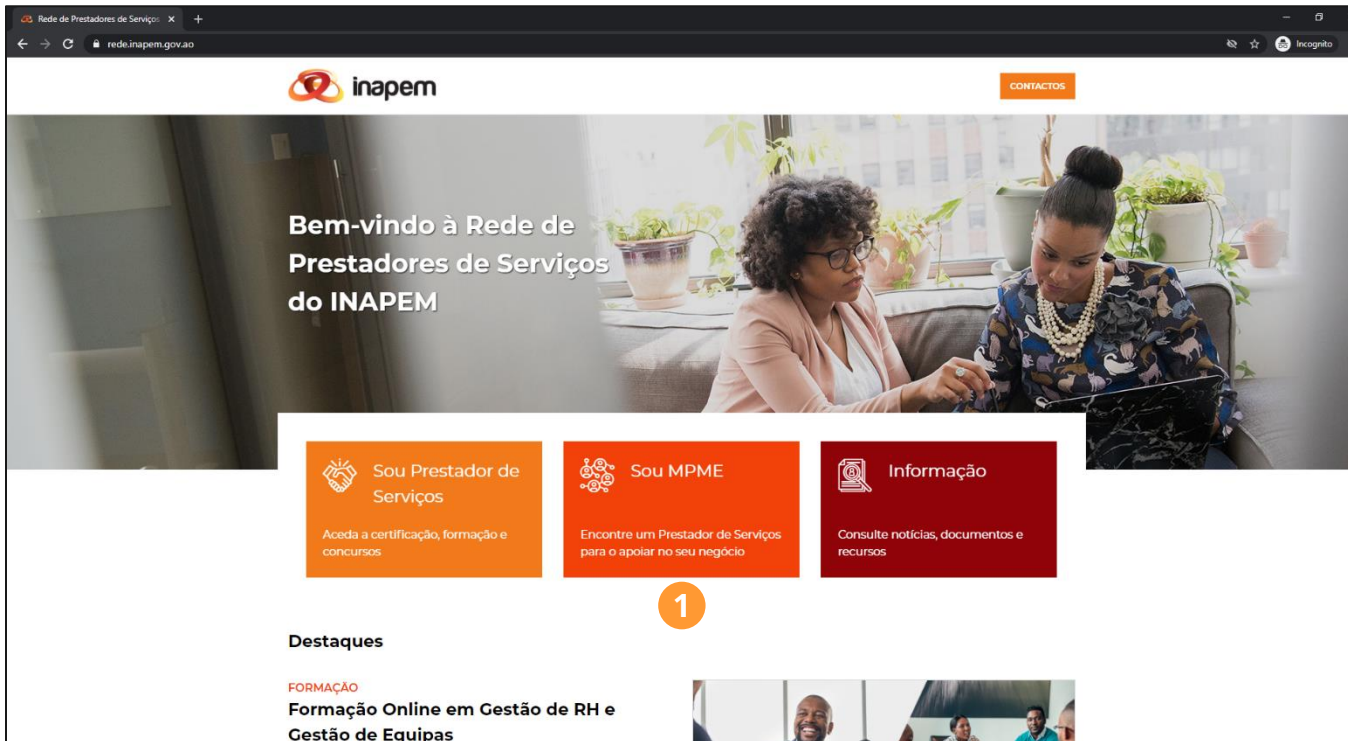 Rede de Prestadores de Serviços
rede.inapem.gov.ao
Incognito
inapem
CONTACTOS
Bem-vindo à Rede de
Prestadores de Serviços
do INAPEM
Sou Prestador de
Serviços
Aceda a certificação, formação e
concursos
Sou MPME
Encontre um Prestador de Serviços
para o apoiar no seu negócio
Informação
Consulte notícias, documentos e
recursos
1
Destaques
FORMAÇÃO
Formação Online em Gestão de RH e
Gestão de Equipas